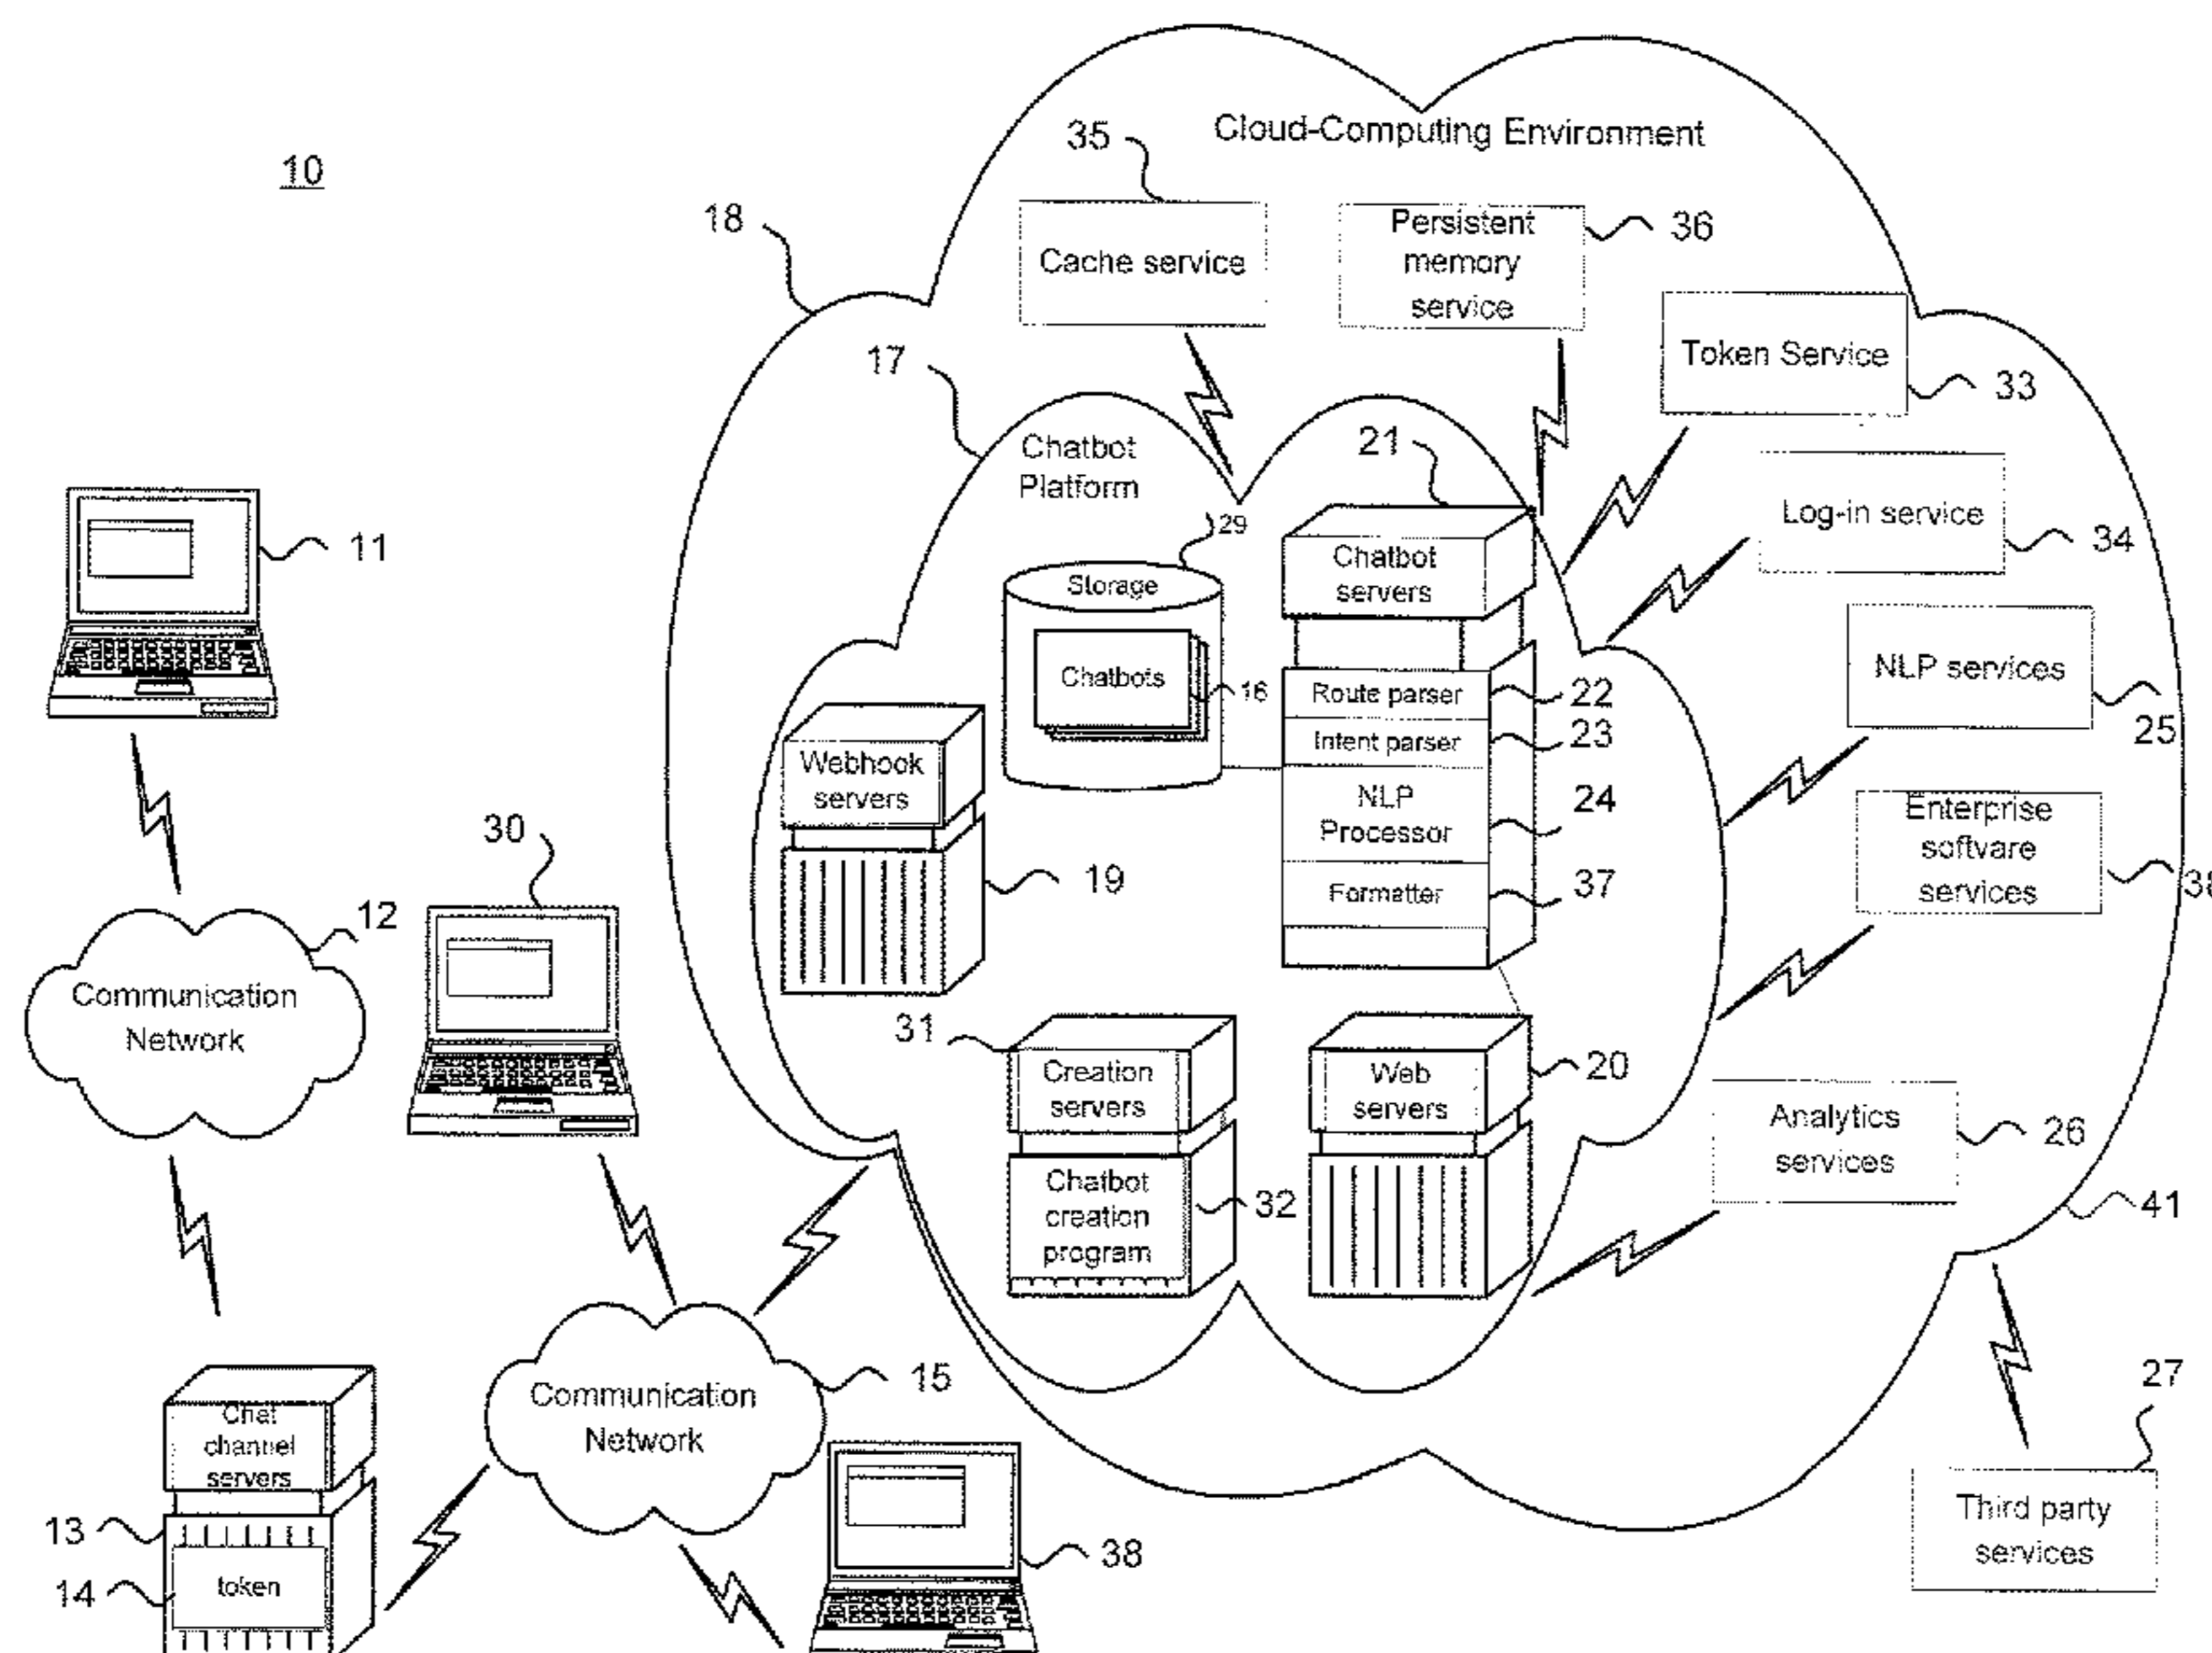 Cloud-Computing Environment
35
10
18
Cache service
Persistent
memory
service
36
Token Service
33
17
Chatbot
Platform
21
29
Log-in service
34
11
Storage
Chatbot
servers
Chatbots
16
Route parser
22
Intent parser
23
NLP
Processor
24
Formatter
37
NLP services
25
Webhook
servers
19
Enterprise
software
services
30
12
Communication
Network
31
Creation
servers
Chatbot
creation
program
32
Web
servers
20
Analytics
services
26
41
Communication
Network
15
27
Third party
services
Chat
channel
servers
13
14
token
38